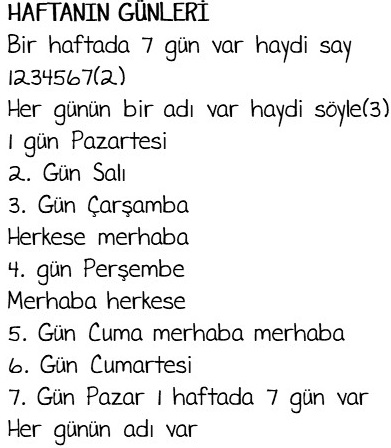 HAFTANIN GÜNLERİ
Bir haftada 7 gün var haydi say
1234567(2)
Her günün bir adı var haydi söyle(3)
1 gün Pazartesi
2. Gün Salı
3. Gün Çarşamba
Herkese merhaba
4. gün Perşembe
Merhaba herkese
5. Gün Cuma merhaba merhaba
6. Gün Cumartesi
7. Gün Pazar 1 haftada 7 gün var
Her günün adı var